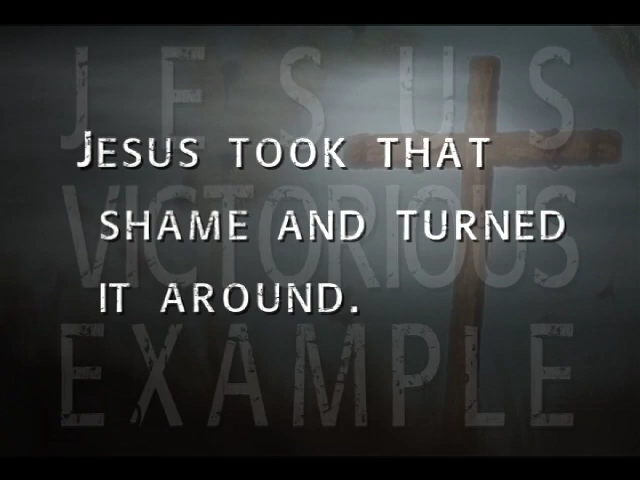 JESUS
JESUS TOOK THAT
VICTORIOUS
SHAME AND TURNED
IT AROUND.
EXAMPLE